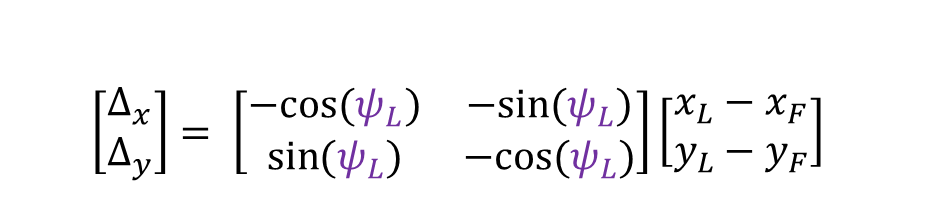 [Δ_x; Δ_y] = [−cos(ψ_L) −sin(ψ_L); sin(ψ_L) −cos(ψ_L)] [x_L − x_F; y_L − y_F]